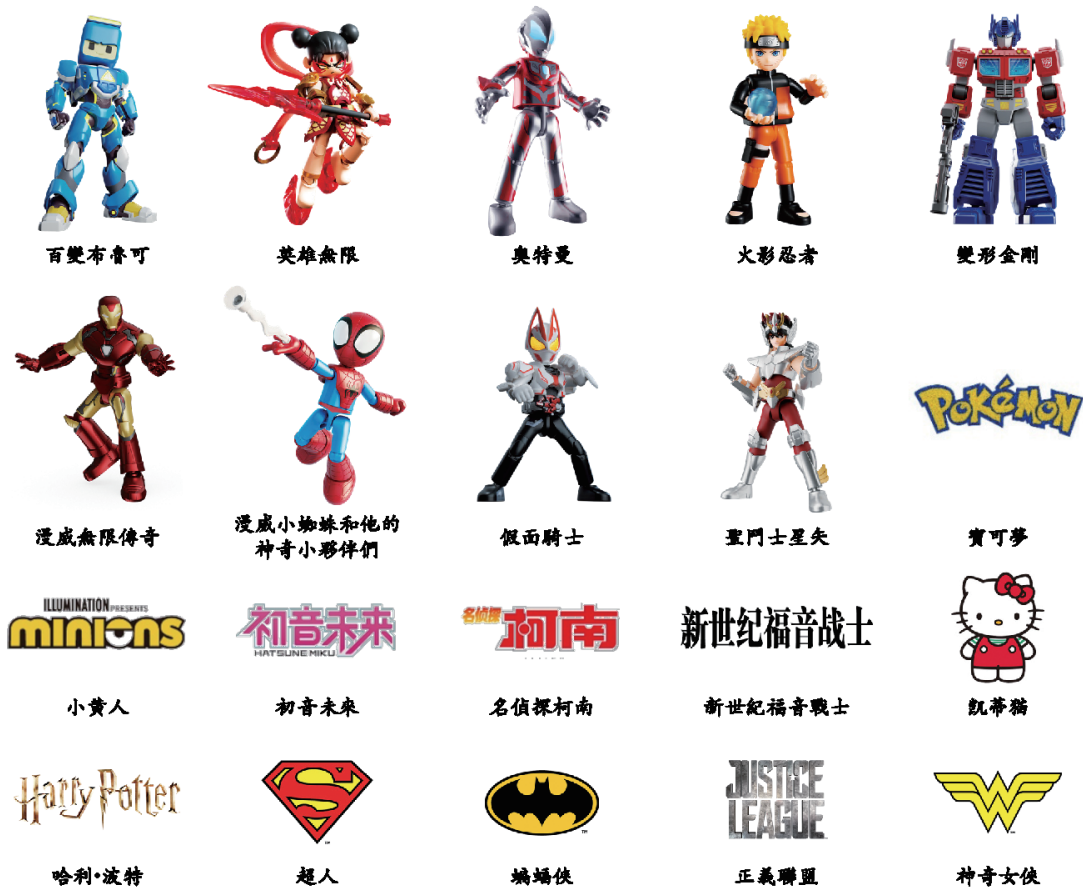 百變布魯可
英雄無限
奧特曼
火影忍者
變形金剛
漫威無限傳奇
漫威小蜘蛛和他的
神奇小夥伴們
假面騎士
聖鬥士星矢
POKéMON
寶可夢
ILLUMINATION PRESENTS
minions
小黃人
初音未来
HATSUNE MIKU
初音未來
名侦探
柯南
名偵探柯南
新世纪福音战士
新世紀福音戰士
凱蒂貓
Harry Potter
哈利•波特
S
超人
TM
蝙蝠俠
JUSTICE
LEAGUE
正義聯盟
W
神奇女俠